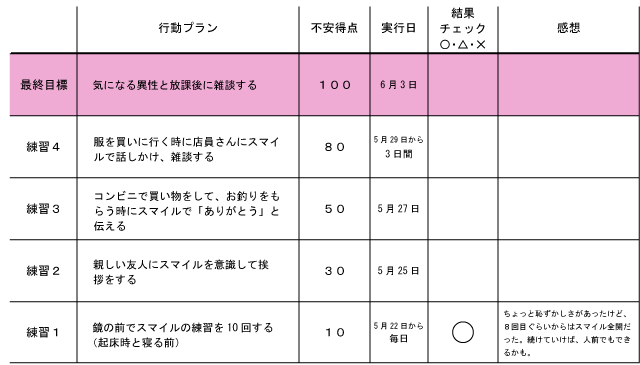 行動プラン
不安得点
実行日
結果
チェック
○・△・×
感想
最終目標
気になる異性と放課後に雑談する
100
6月3日
練習4
服を買いに行く時に店員さんにスマイ
ルで話しかけ、雑談する
80
5月29日から
3日間
練習3
コンビニで買い物をして、お釣りをも
らう時にスマイルで「ありがとう」と
伝える
50
5月27日
練習2
親しい友人にスマイルを意識して挨
拶をする
30
5月25日
練習1
鏡の前でスマイルの練習を10回する
(起床時と寝る前)
10
5月22日から
毎日
○
ちょっと恥ずかしさがあったけど、
8回目ぐらいからはスマイル全開だ
った。続けていけば、人前でもでき
るかも。